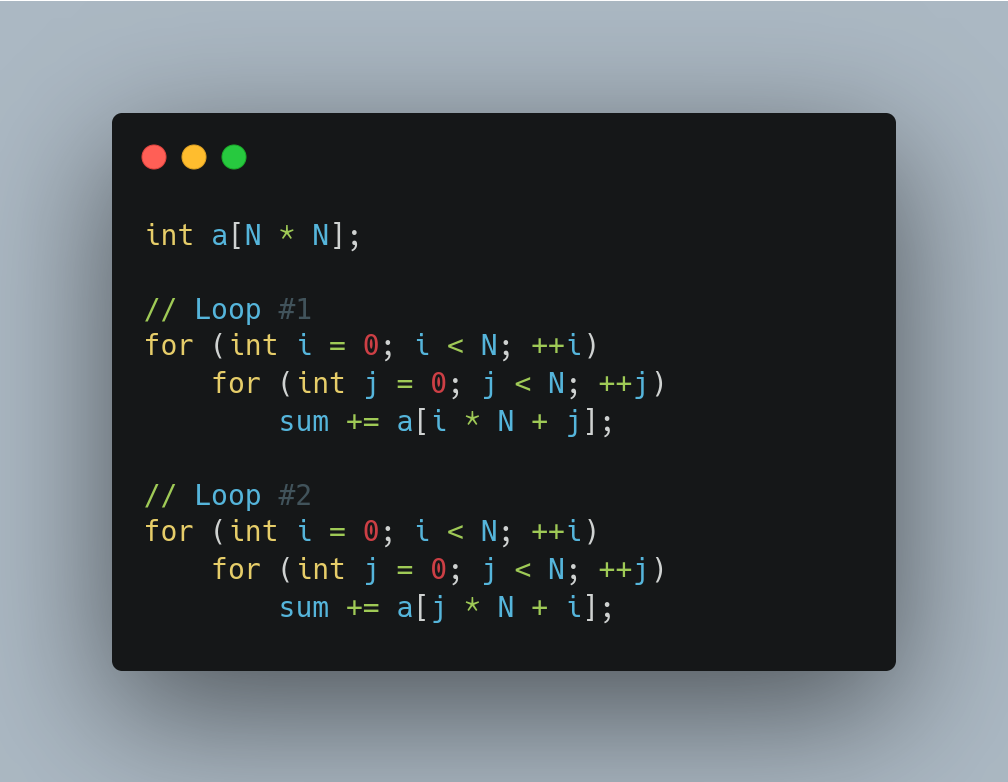 int a[N * N];
// Loop #1
for (int i = 0; i < N; ++i)
    for (int j = 0; j < N; ++j)
        sum += a[i * N + j];
// Loop #2
for (int i = 0; i < N; ++i)
    for (int j = 0; j < N; ++j)
        sum += a[j * N + i];